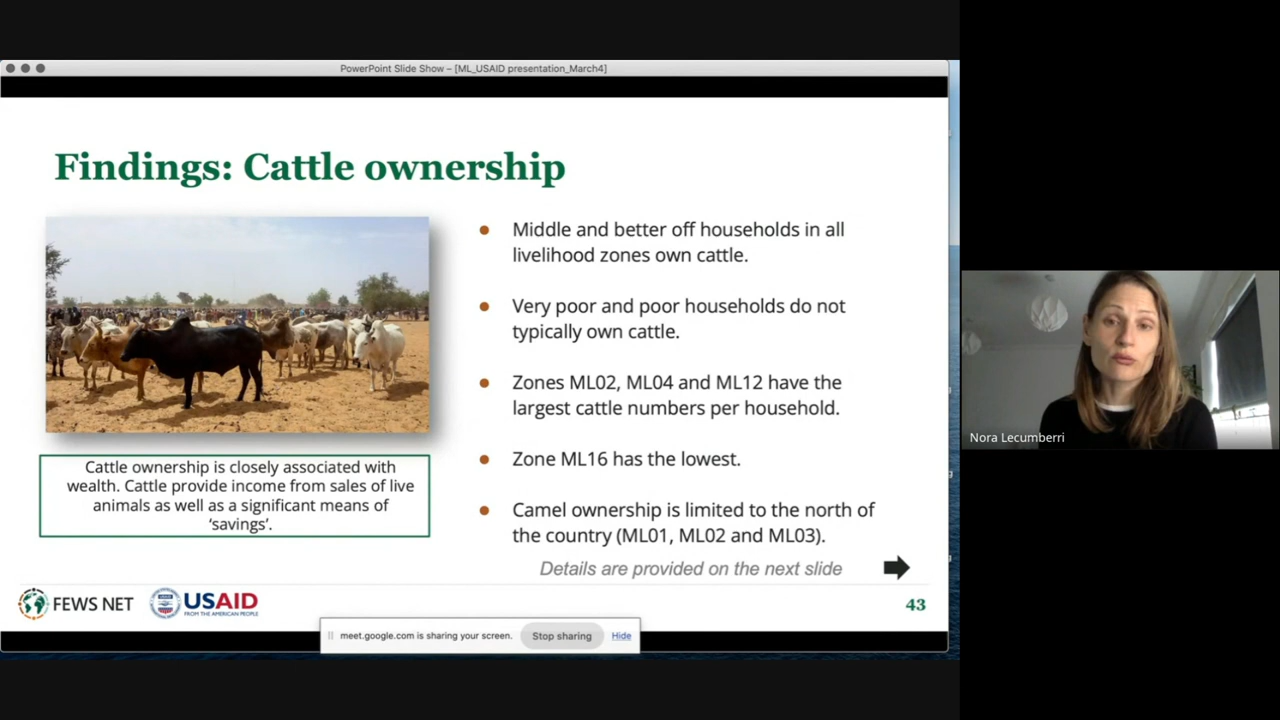 PowerPoint Slide Show – [ML_USAID presentation_March4]
Findings: Cattle ownership
Cattle ownership is closely associated with
wealth. Cattle provide income from sales of live
animals as well as a significant means of
‘savings’.
● Middle and better off households in all
livelihood zones own cattle.
● Very poor and poor households do not
typically own cattle.
● Zones ML02, ML04 and ML12 have the
largest cattle numbers per household.
● Zone ML16 has the lowest.
● Camel ownership is limited to the north of
the country (ML01, ML02 and ML03).
Details are provided on the next slide
FEWS NET
USAID
FROM THE AMERICAN PEOPLE
43
meet.google.com is sharing your screen.
Stop sharing
Hide
Nora Lecumberri